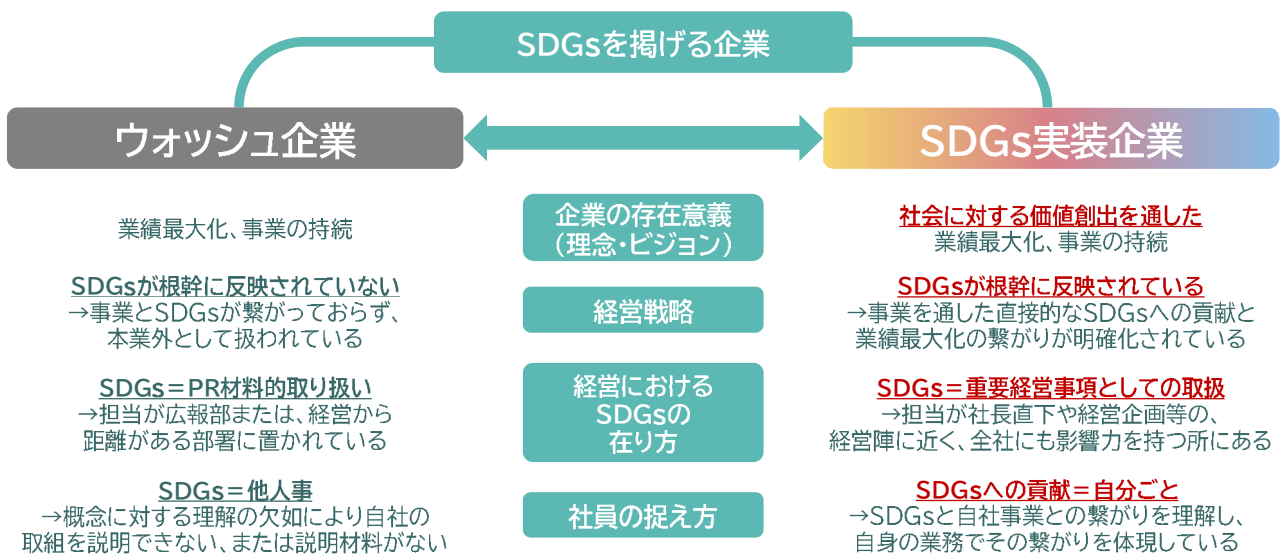 SDGsを掲げる企業
ウォッシュ企業
SDGs実装企業
業績最大化、事業の持続
企業の存在意義
（理念・ビジョン）
社会に対する価値創出を通した
業績最大化、事業の持続
SDGsが根幹に反映されていない
→事業とSDGsが繋がっておらず、
本業外として扱われている
経営戦略
SDGsが根幹に反映されている
→事業を通した直接的なSDGsへの貢献と
業績最大化の繋がりが明確化されている
SDGs＝PR材料的取り扱い
→担当が広報部または、経営から
距離がある部署に置かれている
経営における
SDGsの
在り方
SDGs＝重要経営事項としての取扱
→担当が社長直下や経営企画等の、
経営陣に近く、全社にも影響力を持つ所にある
SDGs＝他人事
→概念に対する理解の欠如により自社の
取組を説明できない、または説明材料がない
社員の捉え方
SDGsへの貢献＝自分ごと
→SDGsと自社事業との繋がりを理解し、
自身の業務でその繋がりを体現している